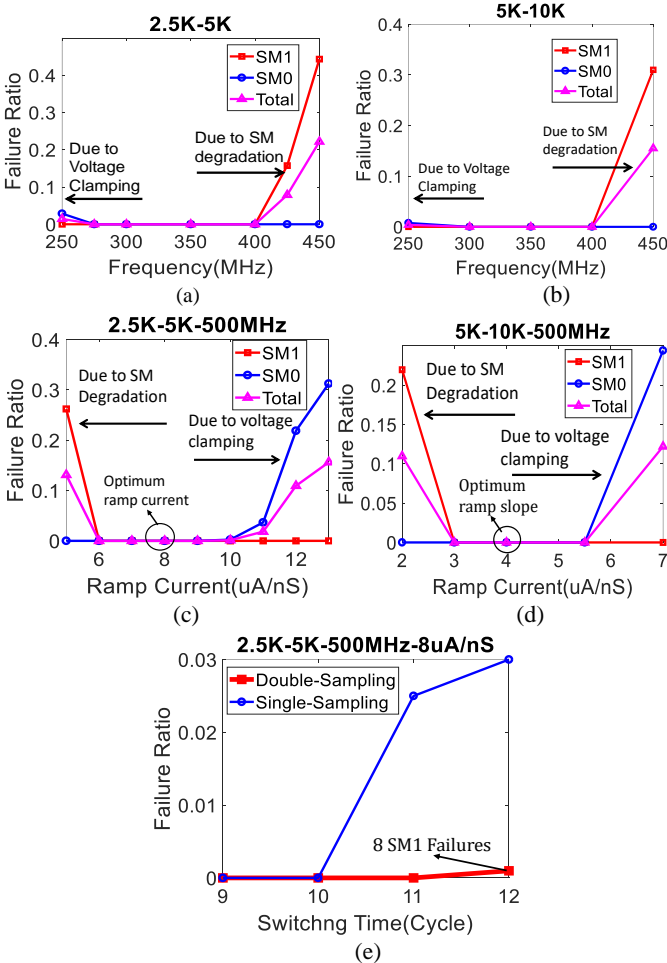 2.5K-5K
Failure Ratio
0.4
0.3
0.2
0.1
0
SM1
SM0
Total
Due to
Voltage
Clamping
Due to SM
degradation
250
300
350
400
450
Frequency(MHz)
(a)
5K-10K
Failure Ratio
0.4
0.3
0.2
0.1
0
SM1
SM0
Total
Due to Voltage
Clamping
Due to SM
degradation
250
300
350
400
450
Frequency(MHz)
(b)
2.5K-5K-500MHz
Failure Ratio
0.4
0.3
0.2
0.1
0
SM1
SM0
Total
Due to SM
Degradation
Due to voltage
clamping
Optimum
ramp current
6
8
10
12
Ramp Current(uA/nS)
(c)
5K-10K-500MHz
Failure Ratio
0.2
0.15
0.1
0.05
0
SM1
SM0
Total
Due to SM
Degradation
Due to voltage
clamping
Optimum
ramp slope
2
3
4
5
6
7
Ramp Current(uA/nS)
(d)
2.5K-5K-500MHz-8uA/nS
Failure Ratio
0.03
0.02
0.01
0
Double-Sampling
Single-Sampling
8 SM1 Failures
9
10
11
12
Switchng Time(Cycle)
(e)